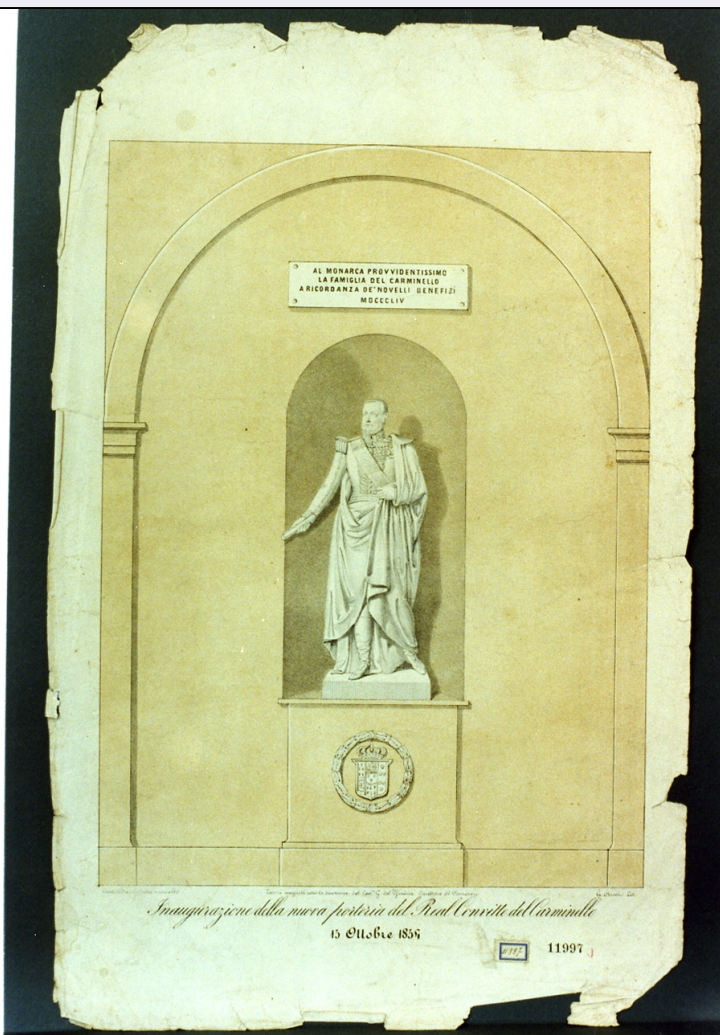 AL MONARCA PROVVIDENTISSIMO
LA FAMIGLIA DEL CARMINELLO
A RICORDANZA DE' NOVELLI BENEFIZI
MDCCCLIV
Inaugurazione della nuova porteria del Real Convitto del Carminello
15 Ottobre 1854
11997